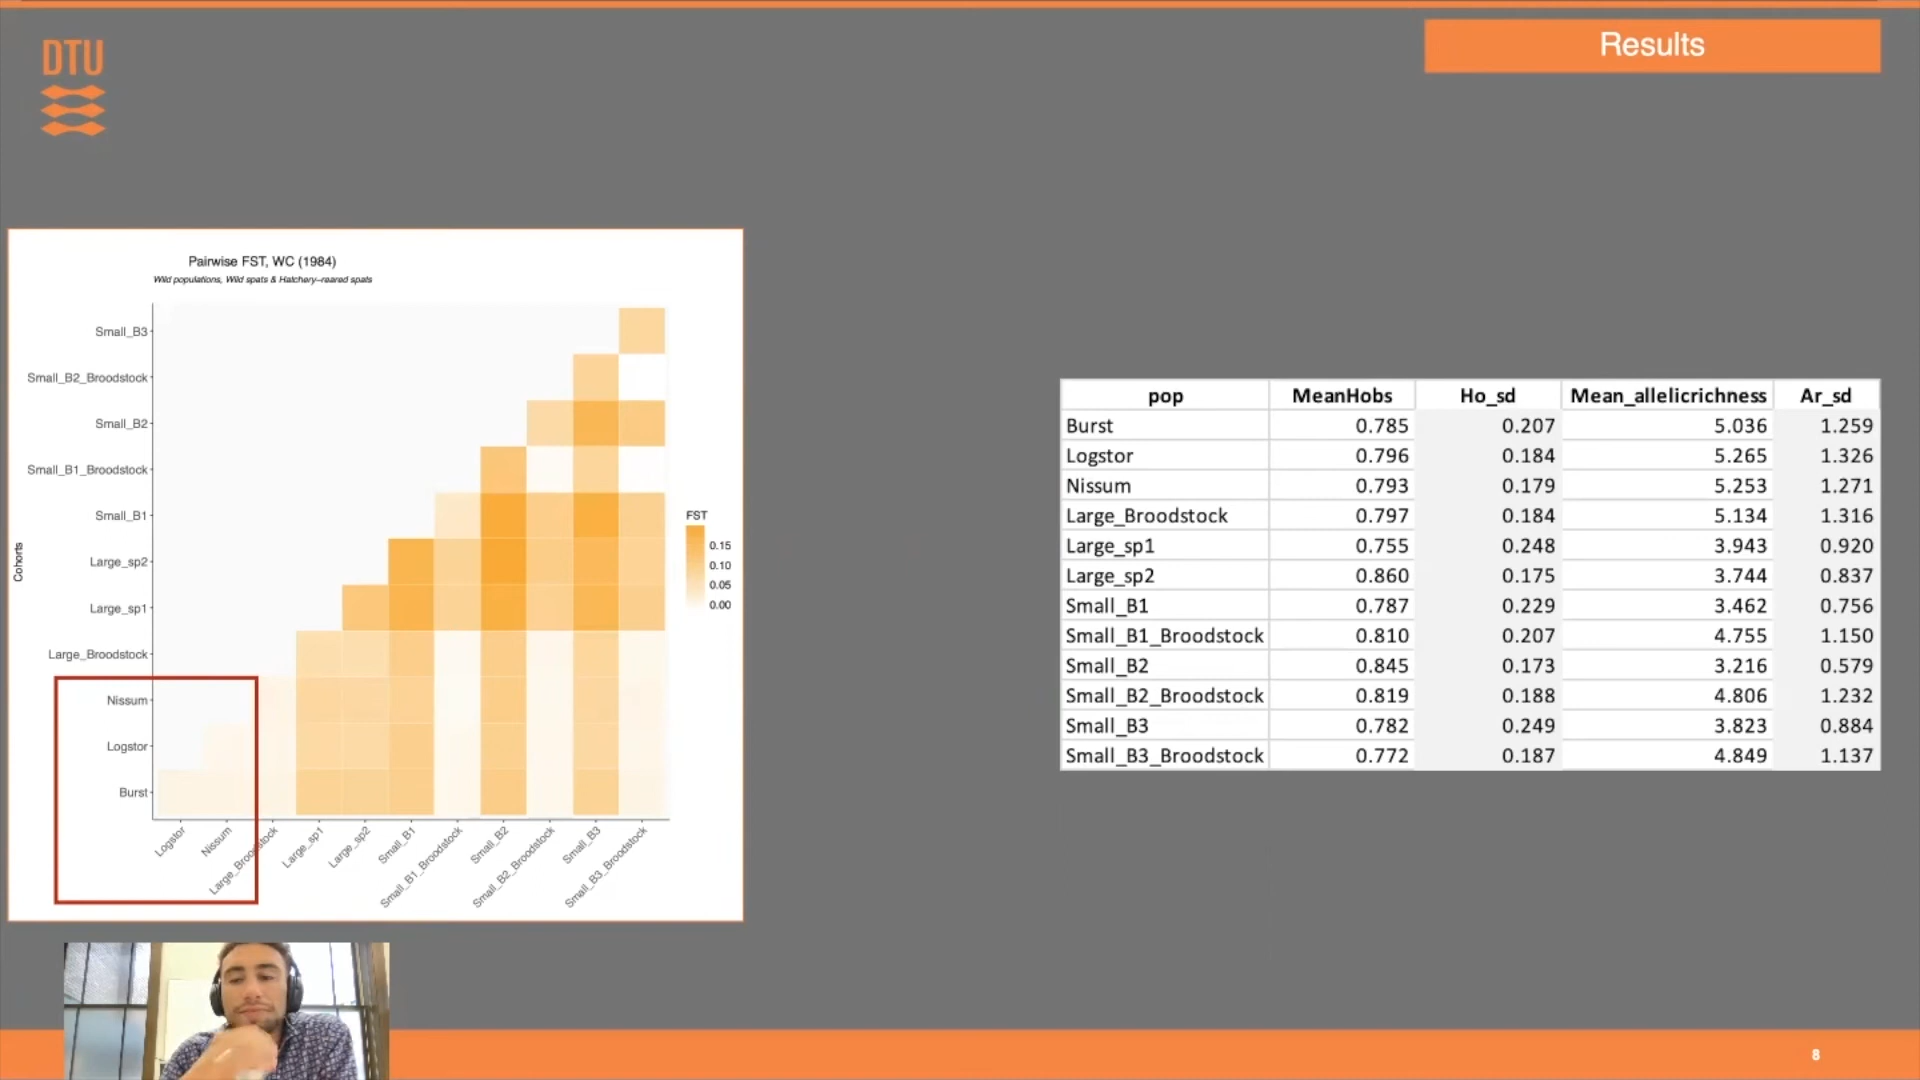 DTU
Results
Pairwise FST, WC (1984)
Wild populations, Wild spats & Hatchery–reared spats
Cohorts
Small_B3
Small_B2_Broodstock
Small_B2
Small_B1_Broodstock
Small_B1
Large_sp2
Large_sp1
Large_Broodstock
Nissum
Logstor
Burst
Logstor
Nissum
Large_Broodstock
Large_sp1
Large_sp2
Small_B1
Small_B1_Broodstock
Small_B2
Small_B2_Broodstock
Small_B3
Small_B3_Broodstock
FST
0.15
0.10
0.05
0.00
pop MeanHobs Ho_sd Mean_allelicrichness Ar_sd
Burst 0.785 0.207 5.036 1.259
Logstor 0.796 0.184 5.265 1.326
Nissum 0.793 0.179 5.253 1.271
Large_Broodstock 0.797 0.184 5.134 1.316
Large_sp1 0.755 0.248 3.943 0.920
Large_sp2 0.860 0.175 3.744 0.837
Small_B1 0.787 0.229 3.462 0.756
Small_B1_Broodstock 0.810 0.207 4.755 1.150
Small_B2 0.845 0.173 3.216 0.579
Small_B2_Broodstock 0.819 0.188 4.806 1.232
Small_B3 0.782 0.249 3.823 0.884
Small_B3_Broodstock 0.772 0.187 4.849 1.137
8